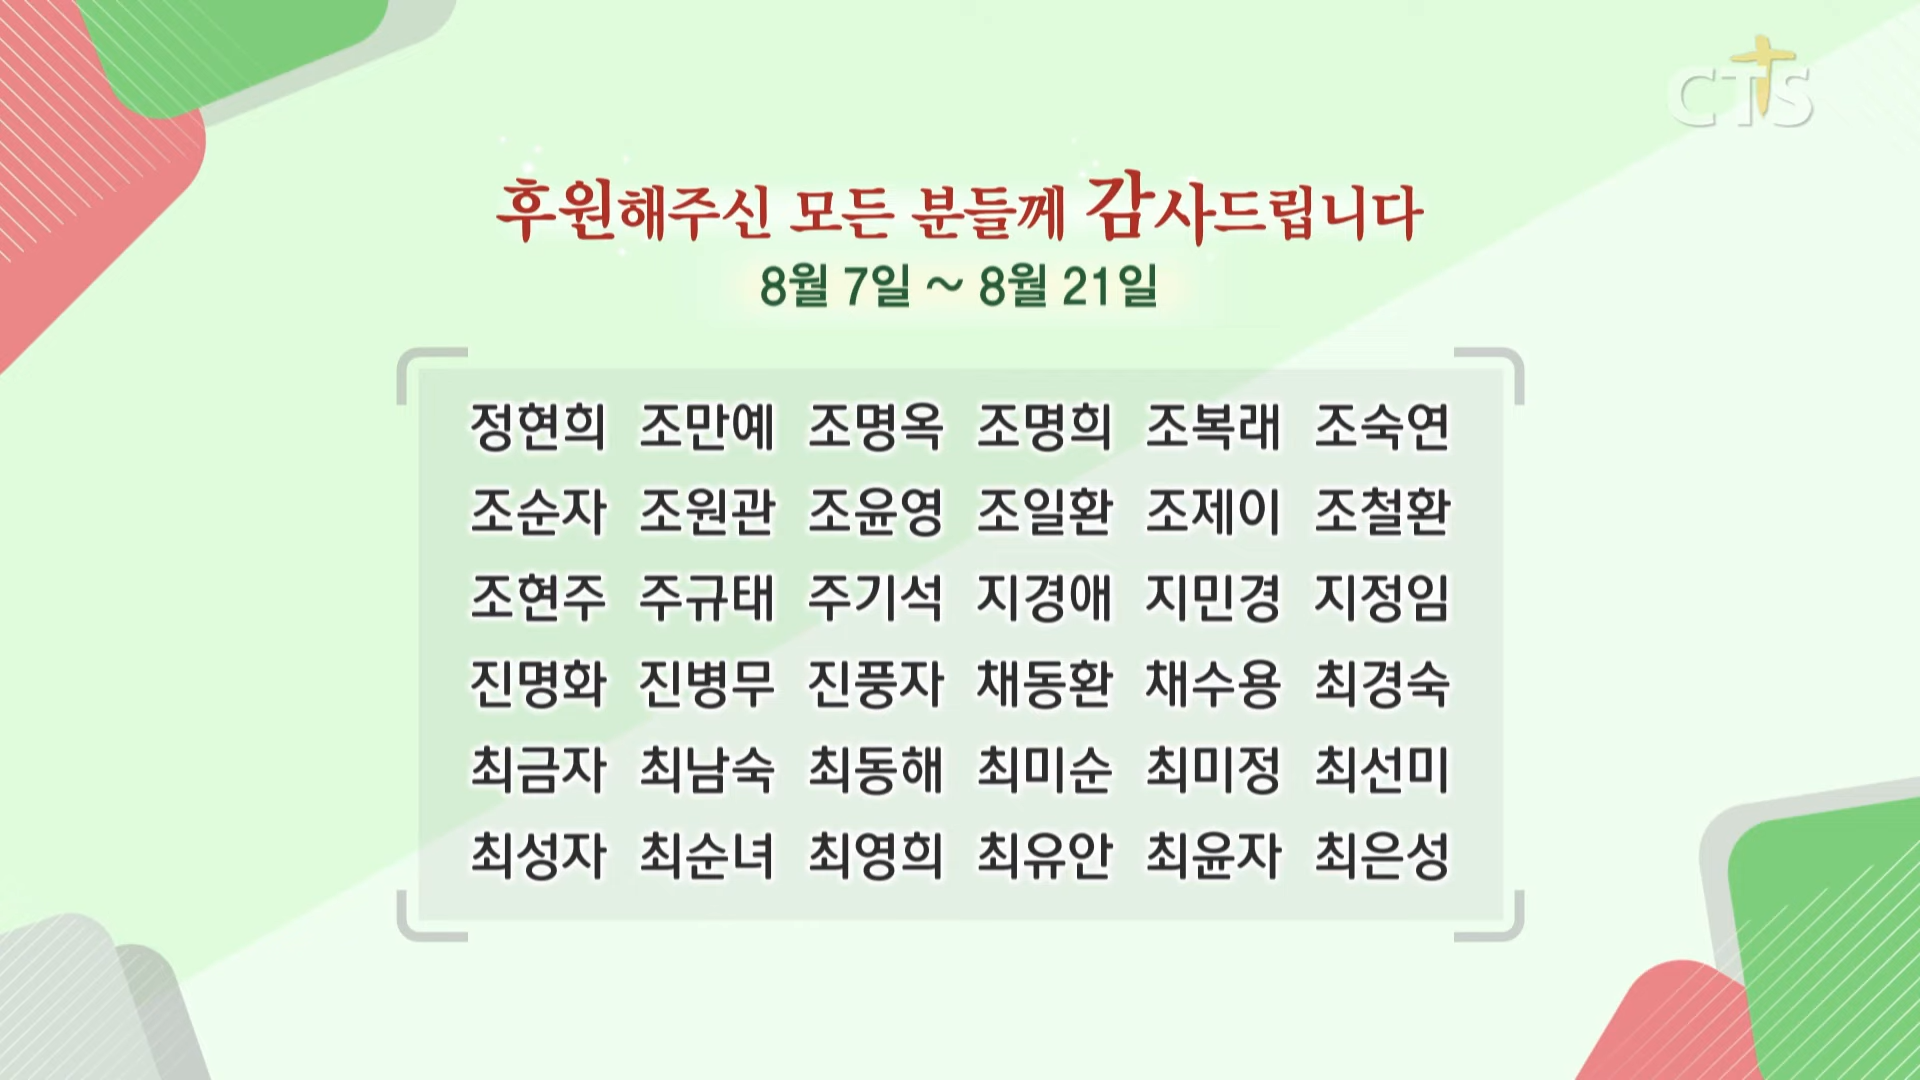 CTS
후원해주신 모든 분들께 감사드립니다
8월 7일 ~ 8월 21일
정현희 조만예 조명옥 조명희 조복래 조숙연
조순자 조원관 조윤영 조일환 조제이 조철환
조현주 주규태 주기석 지경애 지민경 지정임
진명화 진병무 진풍자 채동환 채수용 최경숙
최금자 최남숙 최동해 최미순 최미정 최선미
최성자 최순녀 최영희 최유안 최윤자 최은성